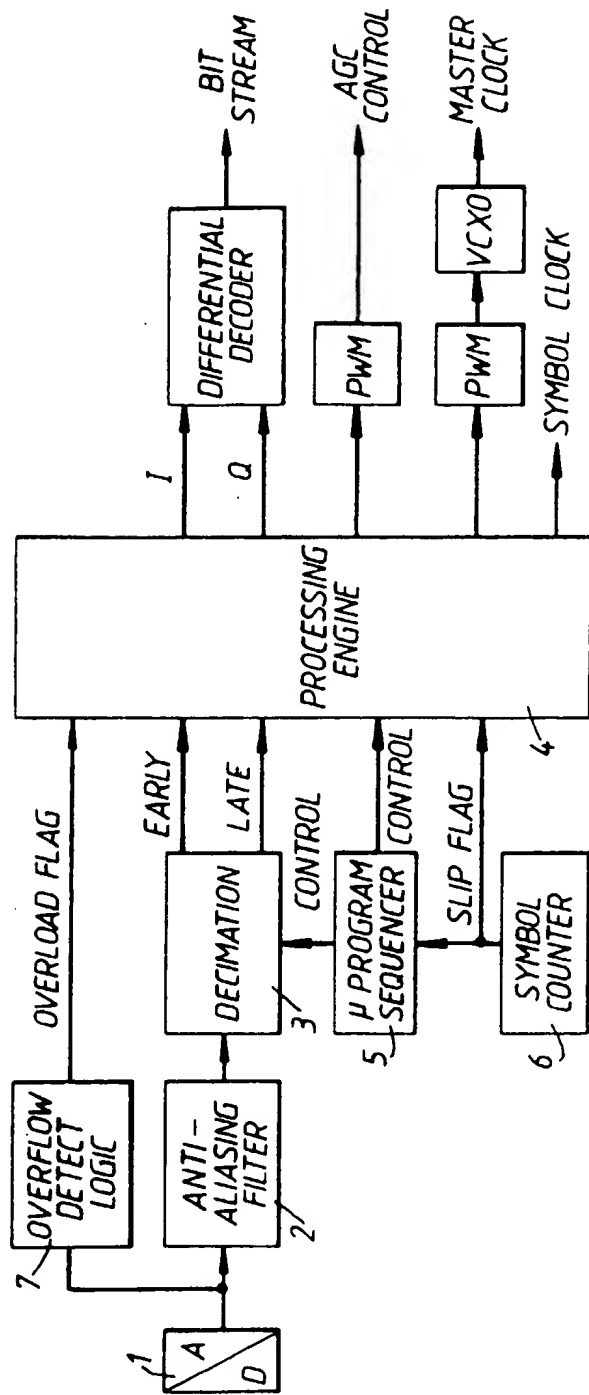 1
A
D
7
OVERFLOW
DETECT
LOGIC
OVERLOAD FLAG
ANTI-
ALIASING
FILTER
2
DECIMATION
3
EARLY
LATE
CONTROL
μ PROGRAM
SEQUENCER
5
CONTROL
SLIP FLAG
SYMBOL
COUNTER
6
PROCESSING
ENGINE
4
I
Q
DIFFERENTIAL
DECODER
BIT
STREAM
PWM
AGC
CONTROL
PWM
VCXO
MASTER
CLOCK
SYMBOL CLOCK